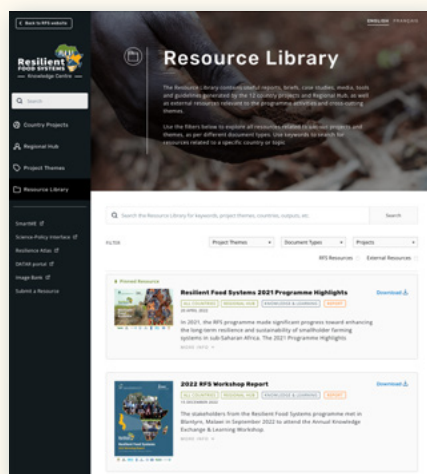 Back to RFS website
ENGLISH FRANÇAIS
Resilient
FOOD SYSTEMS
Knowledge Centre
Search
Country Projects
Regional Hub
Project Themes
Resource Library
SmartME
Science-Policy Interface
Resilience Atlas
DATAR portal
Image Bank
Submit a Resource
Resource Library
The Resource Library contains useful reports, briefs, case studies, media, tools
and guidelines generated by the 12 country projects and Regional Hub, as well
as external resources relevant to the programme activities and cross-cutting
themes.
Use the filters below to explore all resources related to
projects and
themes, as per different document types. Use keywords to search for
resources related to a specific country or topic.
Search the Resource Library for keywords, project themes, countries, outputs, etc.
Search
FILTER
Project Themes
Document Types
Projects
RFS Resources
External Resources
Pinned Resource
Resilient Food Systems 2021 Programme Highlights
Download
ALL COUNTRIES
REGIONAL HUB
KNOWLEDGE & LEARNING
REPORT
20 APRIL 2022
In 2021, the RFS programme made significant progress toward enhancing
the long-term resilience and sustainability of smallholder farming
systems in sub-Saharan Africa. The 2021 Programme Highlights
MORE INFO
2022 RFS Workshop Report
Download
ALL COUNTRIES
REGIONAL HUB
KNOWLEDGE & LEARNING
REPORT
DECEMBER 2022
The stakeholders from the Resilient Food Systems programme met in
Blantyre, Malawi in September 2022 to attend the Annual Knowledge
Exchange & Learning Workshop.
MORE INFO